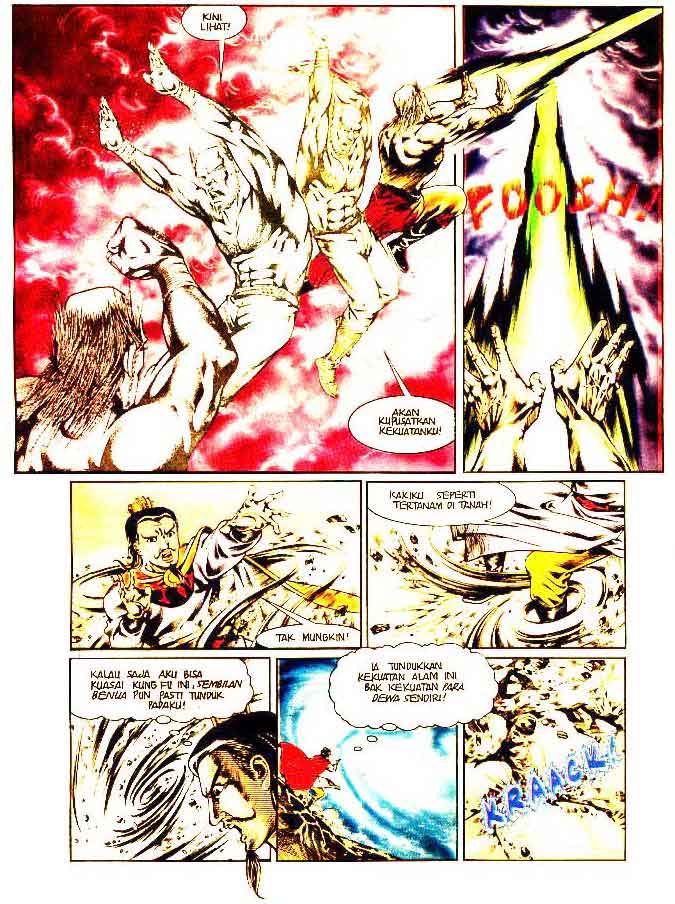 KINI
LIHAT!
AKAN
KUPUSATKAN
KEKUATANKU!
FOOSH!
TAK MUNGKIN!
KAKIKU SEPERTI
TERTANAM DI TANAH!
KALAU SAJA AKU BISA
KUASAI KUNG FU INI, SEMBILAN
BENUA PUN PASTI TUNDUK
PADAKU!
IA TUNDUKKAN
KEKUATAN ALAM INI
BAK KEKUATAN PARA
DEWA SENDIRI!
KRAACK!